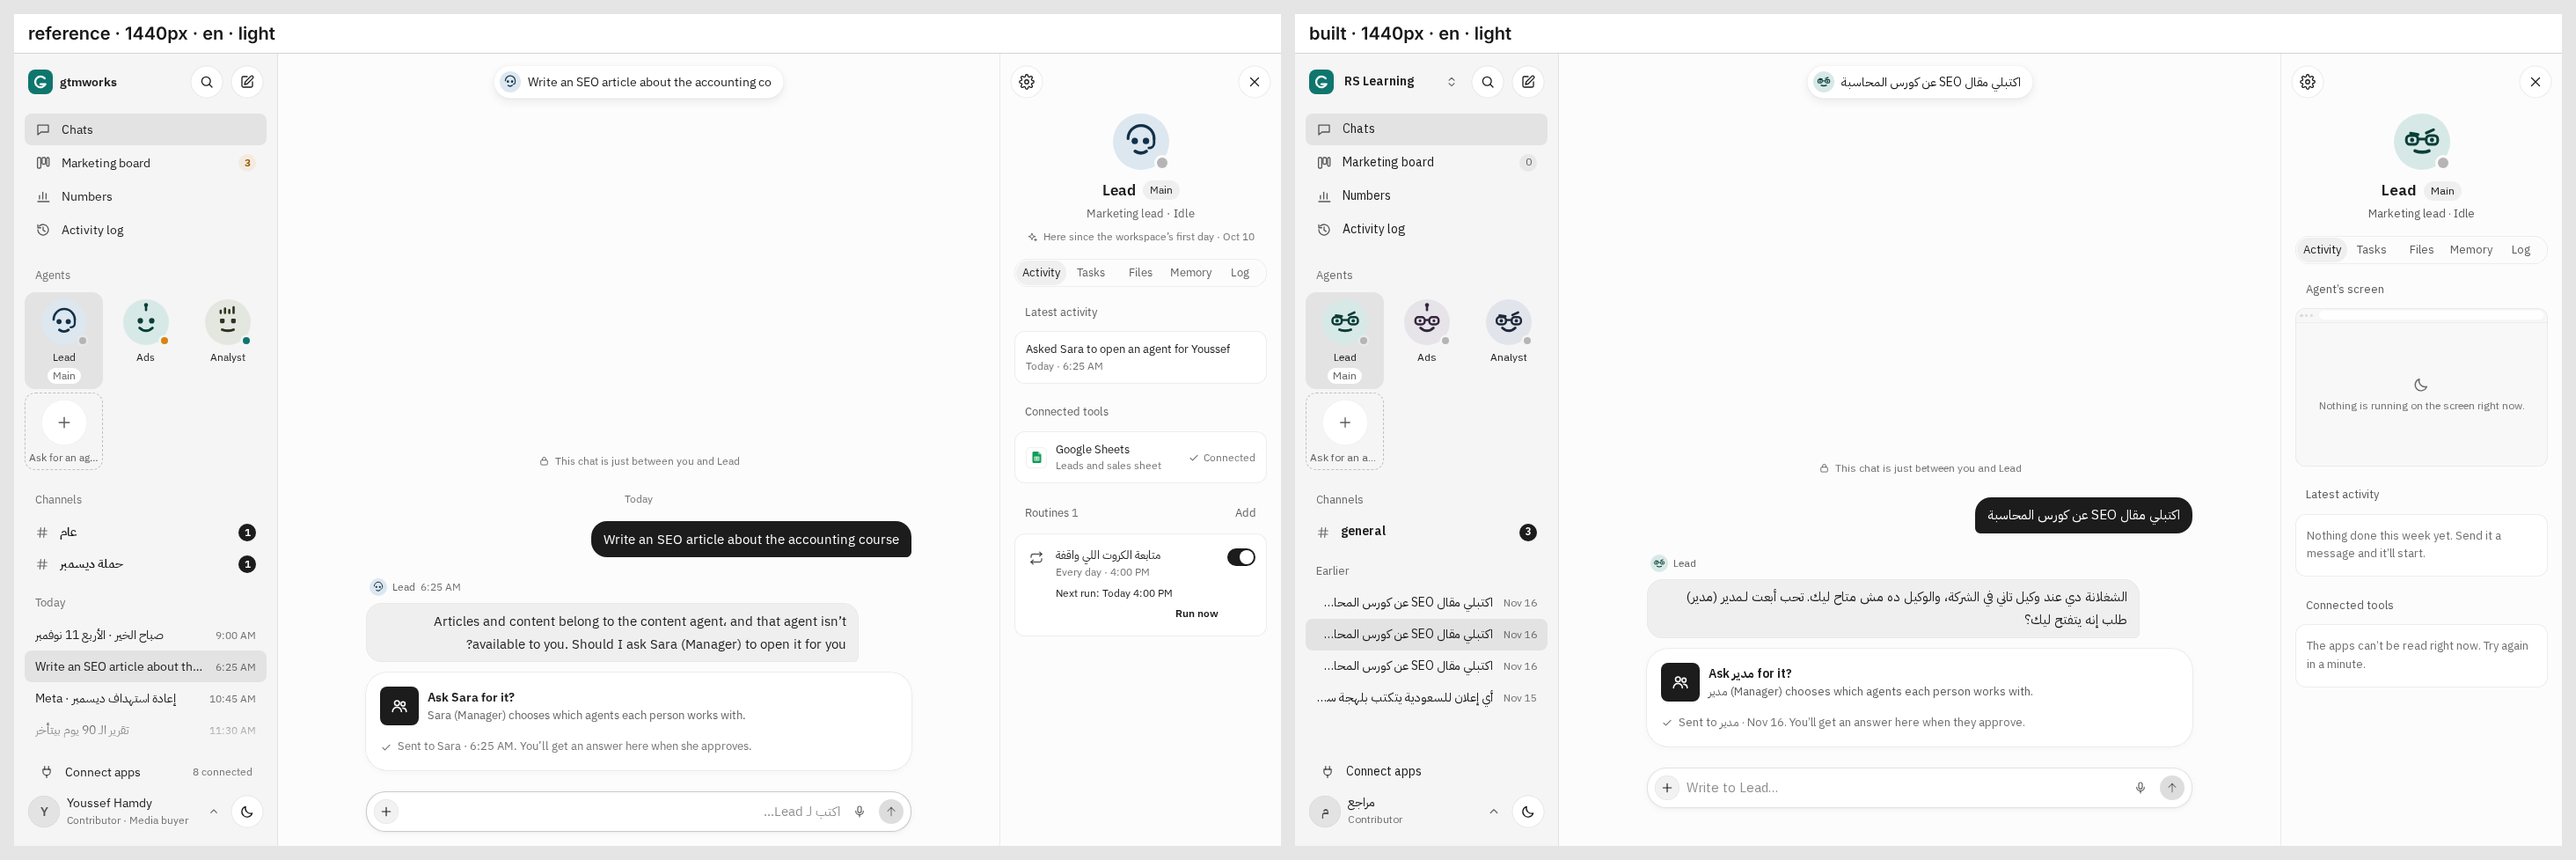 reference · 1440px · en · light
gtmworks
Chats
Marketing board 3
Numbers
Activity log
Agents
Lead
Main
Ads
Analyst
Ask for an ag...
Channels
عام 1
حملة ديسمبر 1
Today
صباح الخير · الأربع 11 نوفمبر 9:00 AM
Write an SEO article about th... 6:25 AM
إعادة استهداف ديسمبر · Meta 10:45 AM
تقرير الـ 90 يوم بيتأخر 11:30 AM
Connect apps 8 connected
Y
Youssef Hamdy
Contributor · Media buyer
Write an SEO article about the accounting co
This chat is just between you and Lead
Today
Write an SEO article about the accounting course
Lead 6:25 AM
Articles and content belong to the content agent، and that agent isn't
available to you. Should I ask Sara (Manager) to open it for you?
Ask Sara for it?
Sara (Manager) chooses which agents each person works with.
Sent to Sara · 6:25 AM. You'll get an answer here when she approves.
اكتب لـ Lead...
Lead Main
Marketing lead · Idle
Here since the workspace's first day · Oct 10
Activity Tasks Files Memory Log
Latest activity
Asked Sara to open an agent for Youssef
Today · 6:25 AM
Connected tools
Google Sheets
Leads and sales sheet
Connected
Routines 1 Add
متابعة الكروت اللي واقفة
Every day · 4:00 PM
Next run: Today 4:00 PM
Run now
built · 1440px · en · light
RS Learning
Chats
Marketing board 0
Numbers
Activity log
Agents
Lead
Main
Ads
Analyst
Ask for an a...
Channels
general 3
Earlier
اكتبلي مقال SEO عن كورس المحا... Nov 16
اكتبلي مقال SEO عن كورس المحا... Nov 16
اكتبلي مقال SEO عن كورس المحا... Nov 16
أي إعلان للسعودية يتكتب بلهجة سـ... Nov 15
Connect apps
م
مراجع
Contributor
اكتبلي مقال SEO عن كورس المحاسبة
This chat is just between you and Lead
اكتبلي مقال SEO عن كورس المحاسبة
Lead
الشغلانة دي عند وكيل تاني في الشركة، والوكيل ده مش متاح ليك. تحب أبعت لـمدير (مدير)
طلب إنه يتفتح ليك؟
Ask مدير for it?
مدير (Manager) chooses which agents each person works with.
Sent to مدير · Nov 16. You'll get an answer here when they approve.
Write to Lead...
Lead Main
Marketing lead · Idle
Activity Tasks Files Memory Log
Agent's screen
Nothing is running on the screen right now.
Latest activity
Nothing done this week yet. Send it a
message and it'll start.
Connected tools
The apps can't be read right now. Try again
in a minute.